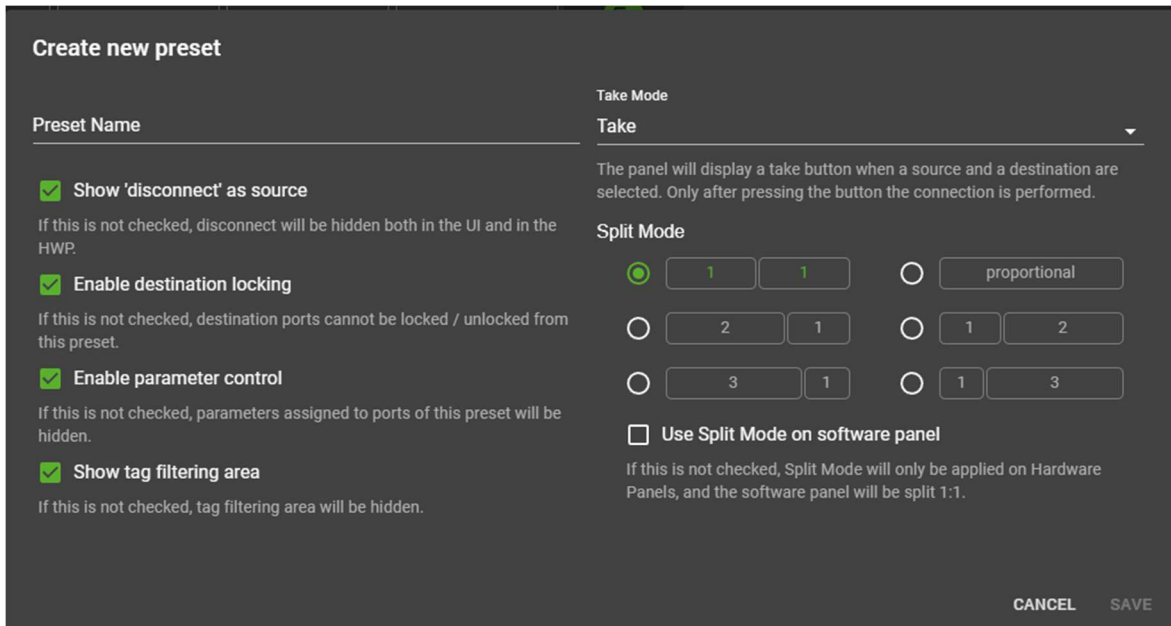 Create new preset
Preset Name
Show 'disconnect' as source
If this is not checked, disconnect will be hidden both in the UI and in the
HWP.
Enable destination locking
If this is not checked, destination ports cannot be locked / unlocked from
this preset.
Enable parameter control
If this is not checked, parameters assigned to ports of this preset will be
hidden.
Show tag filtering area
If this is not checked, tag filtering area will be hidden.
Take Mode
Take
The panel will display a take button when a source and a destination are
selected. Only after pressing the button the connection is performed.
Split Mode
1 1 proportional
2 1 1 2
3 1 1 3
Use Split Mode on software panel
If this is not checked, Split Mode will only be applied on Hardware
Panels, and the software panel will be split 1:1.
CANCEL SAVE